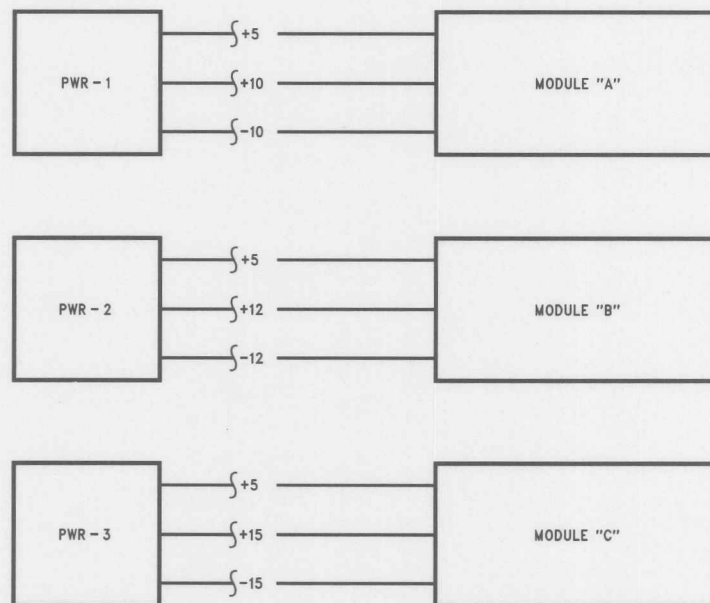 +5
PWR-1 +10 MODULE "A"
-10
+5
PWR-2 +12 MODULE "B"
-12
+5
PWR-3 +15 MODULE "C"
-15